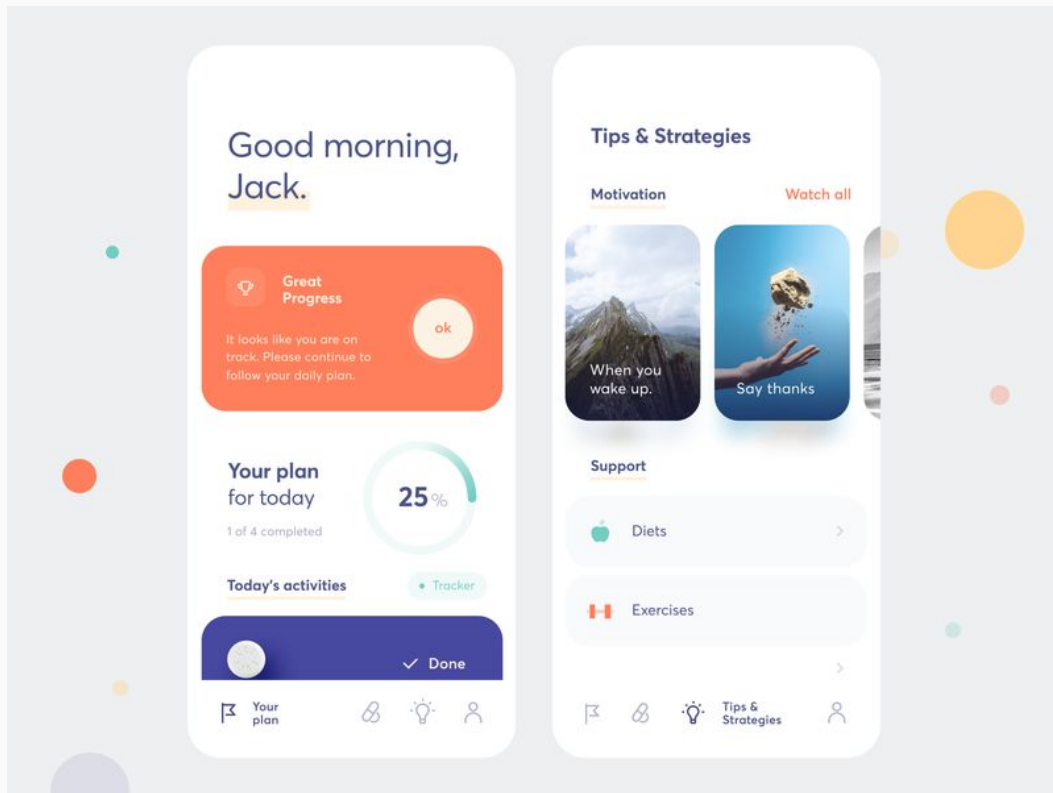 Good morning,
Jack.
Great
Progress
ok
It looks like you are on
track. Please continue to
follow your daily plan.
Your plan
for today
25 %
1 of 4 completed
Today's activities
Tracker
Done
Your
plan
Tips & Strategies
Motivation
Watch all
When you
wake up.
Say thanks
Support
Diets
Exercises
Tips &
Strategies